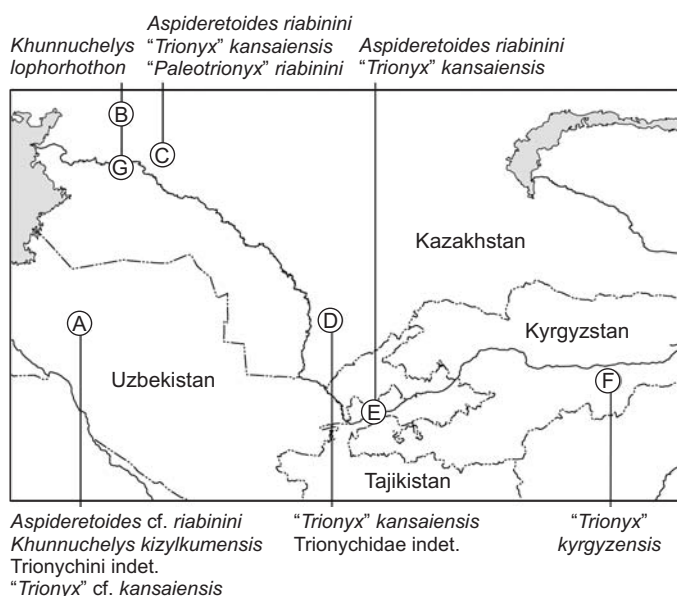 Khunnuchelys
lophorhothon
Aspideretoides riabinini
“Trionyx” kansaiensis
“Paleotrionyx” riabinini
Aspideretoides riabinini
“Trionyx” kansaiensis
B
G
C
Kazakhstan
A
D
Kyrgyzstan
Uzbekistan
F
E
Tajikistan
Aspideretoides cf. riabinini
Khunnuchelys kizylkumensis
Trionychini indet.
“Trionyx” cf. kansaiensis
“Trionyx” kansaiensis
Trionychidae indet.
“Trionyx”
kyrgyzensis